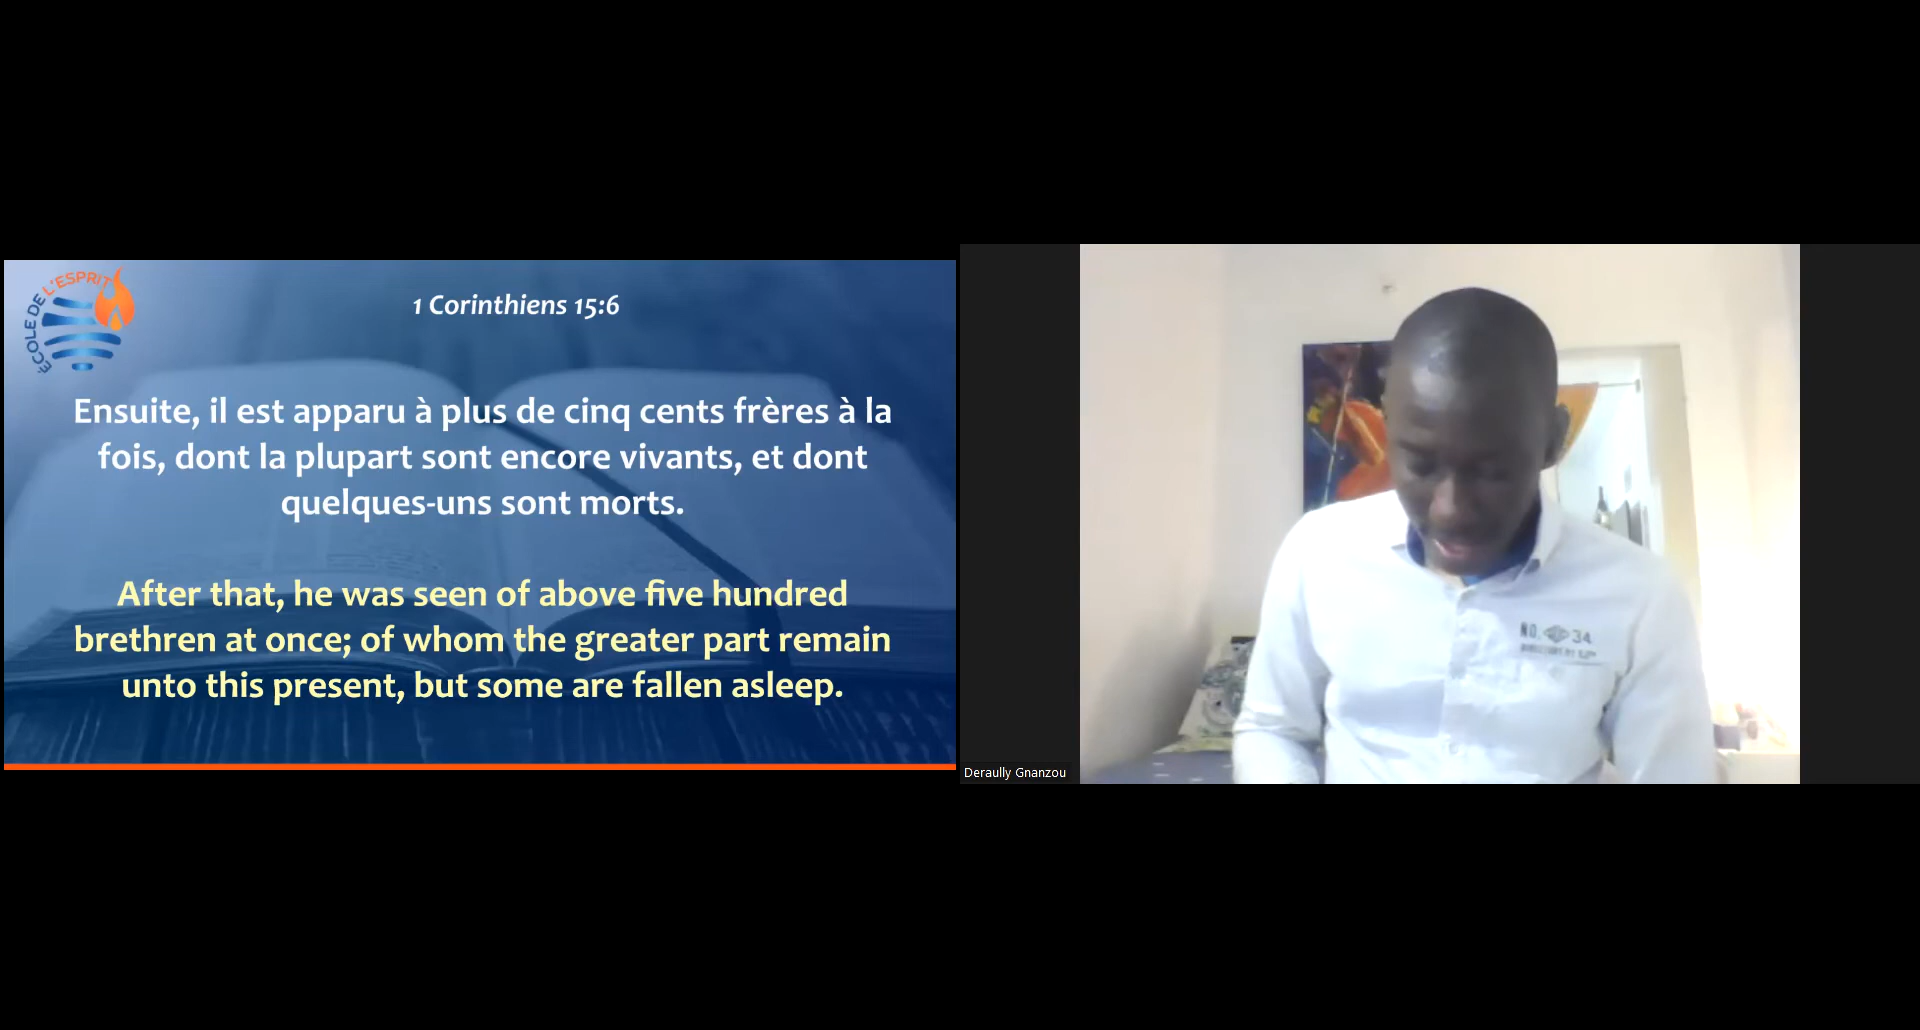 ÉCOLE DE L'ESPRIT
1 Corinthiens 15:6
Ensuite, il est apparu à plus de cinq cents frères à la
fois, dont la plupart sont encore vivants, et dont
quelques-uns sont morts.
After that, he was seen of above five hundred
brethren at once; of whom the greater part remain
unto this present, but some are fallen asleep.
Deraully Gnanzou
NO. 34